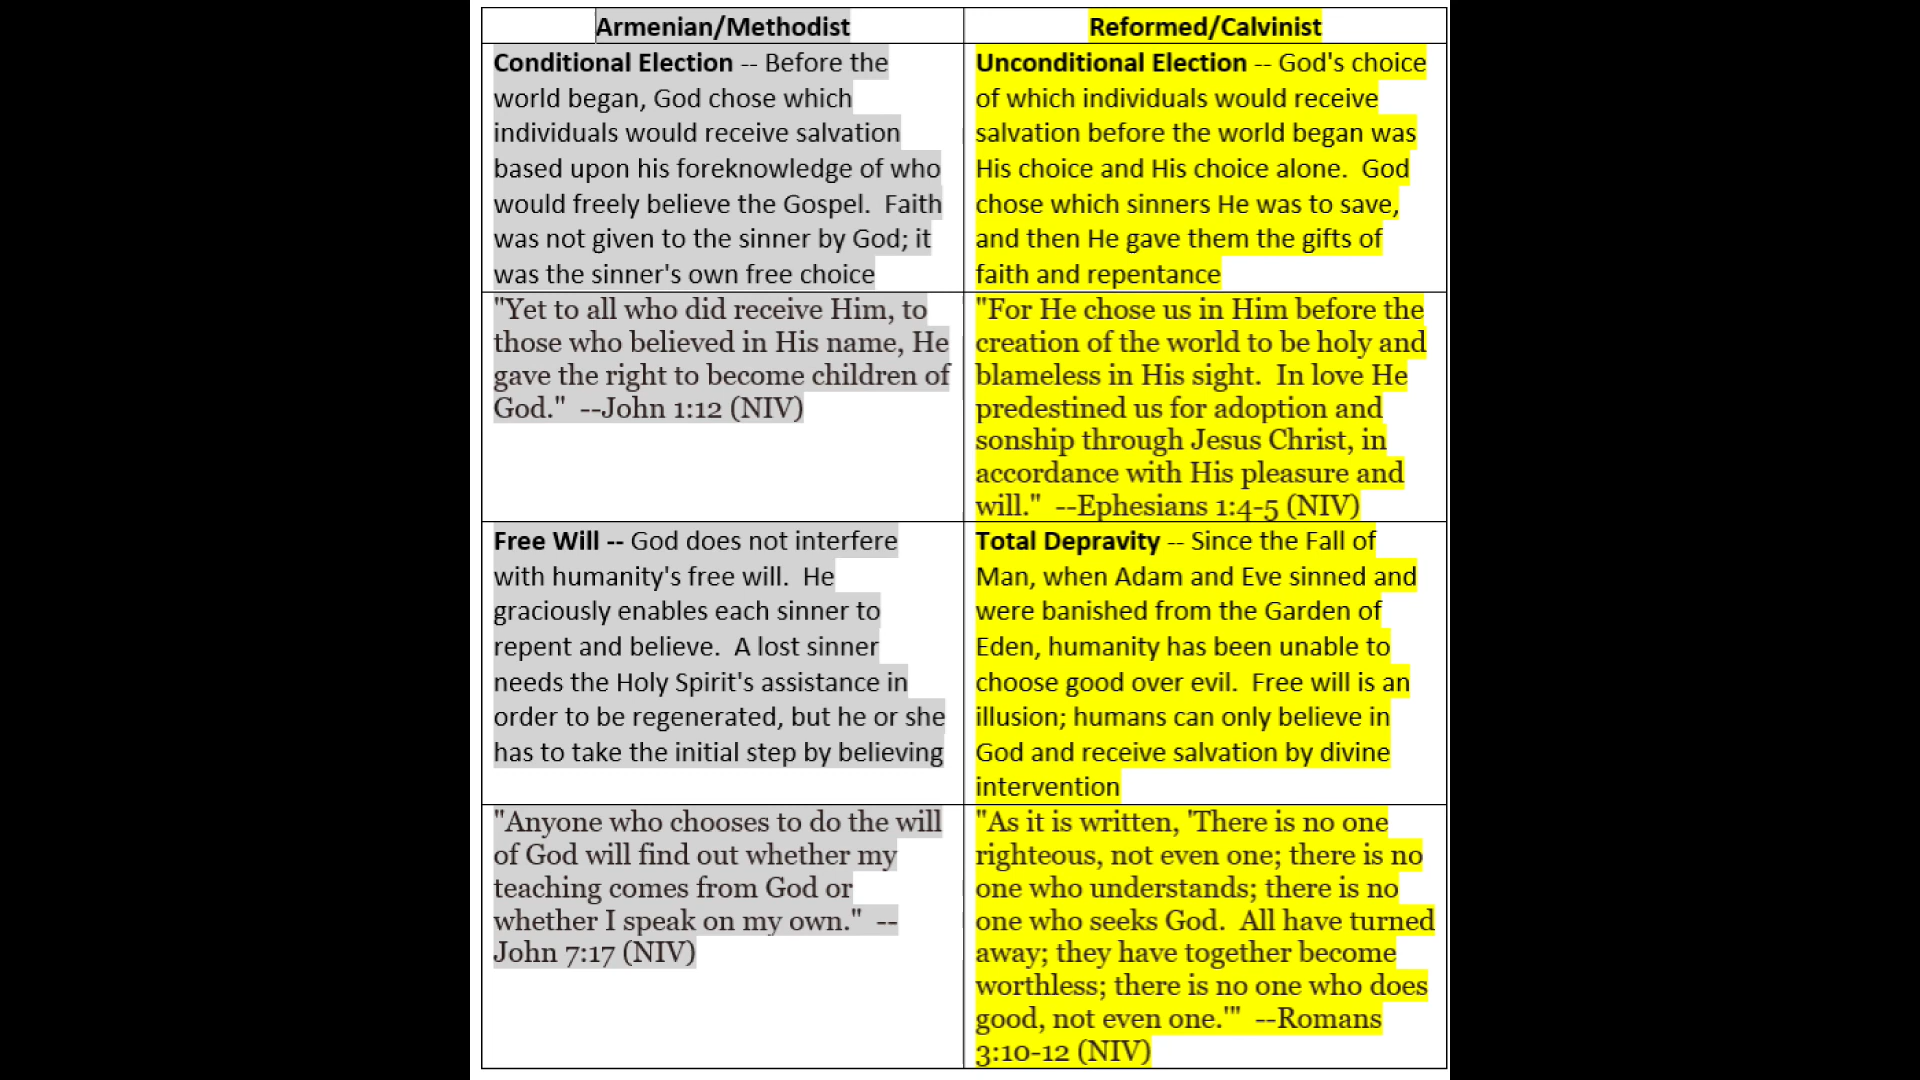 Armenian/Methodist
Reformed/Calvinist
Conditional Election -- Before the
world began, God chose which
individuals would receive salvation
based upon his foreknowledge of who
would freely believe the Gospel.  Faith
was not given to the sinner by God; it
was the sinner's own free choice
Unconditional Election -- God's choice
of which individuals would receive
salvation before the world began was
His choice and His choice alone.  God
chose which sinners He was to save,
and then He gave them the gifts of
faith and repentance
"Yet to all who did receive Him, to
those who believed in His name, He
gave the right to become children of
God."  --John 1:12 (NIV)
"For He chose us in Him before the
creation of the world to be holy and
blameless in His sight.  In love He
predestined us for adoption and
sonship through Jesus Christ, in
accordance with His pleasure and
will."  --Ephesians 1:4-5 (NIV)
Free Will -- God does not interfere
with humanity's free will.  He
graciously enables each sinner to
repent and believe.  A lost sinner
needs the Holy Spirit's assistance in
order to be regenerated, but he or she
has to take the initial step by believing
Total Depravity -- Since the Fall of
Man, when Adam and Eve sinned and
were banished from the Garden of
Eden, humanity has been unable to
choose good over evil.  Free will is an
illusion; humans can only believe in
God and receive salvation by divine
intervention
"Anyone who chooses to do the will
of God will find out whether my
teaching comes from God or
whether I speak on my own."  --
John 7:17 (NIV)
"As it is written, 'There is no one
righteous, not even one; there is no
one who understands; there is no
one who seeks God.  All have turned
away; they have together become
worthless; there is no one who does
good, not even one.'"  --Romans
3:10-12 (NIV)